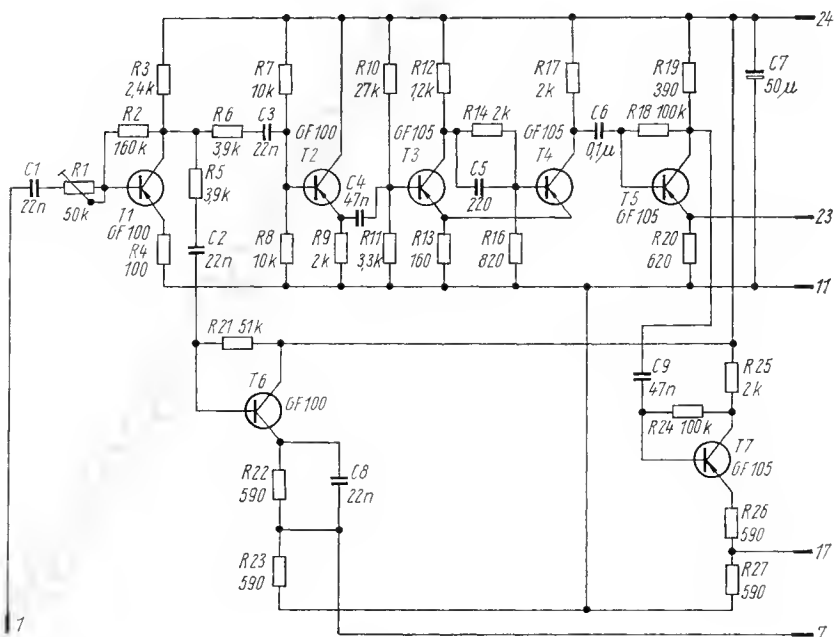 24
R3
2,4k
R7
10k
R10
27k
R12
1,2k
R17
2k
R19
390
C7
50µ
R2
160k
R6
3,9k
C3
22n
GF100
T2
R14 2k
GF105
T3
GF105
T4
C6
0,1µ
R18 100k
C1
22n
R1
50k
T1
GF100
R5
3,9k
C4
47n
C5
220
T5
GF105
23
R4
100
C2
22n
R8
10k
R9
2k
R11
3,3k
R13
160
R16
820
R20
620
11
R21 51k
T6
GF100
C9
47n
R25
2k
R24 100k
T7
GF105
R22
590
C8
22n
R26
590
17
R23
590
R27
590
1
7